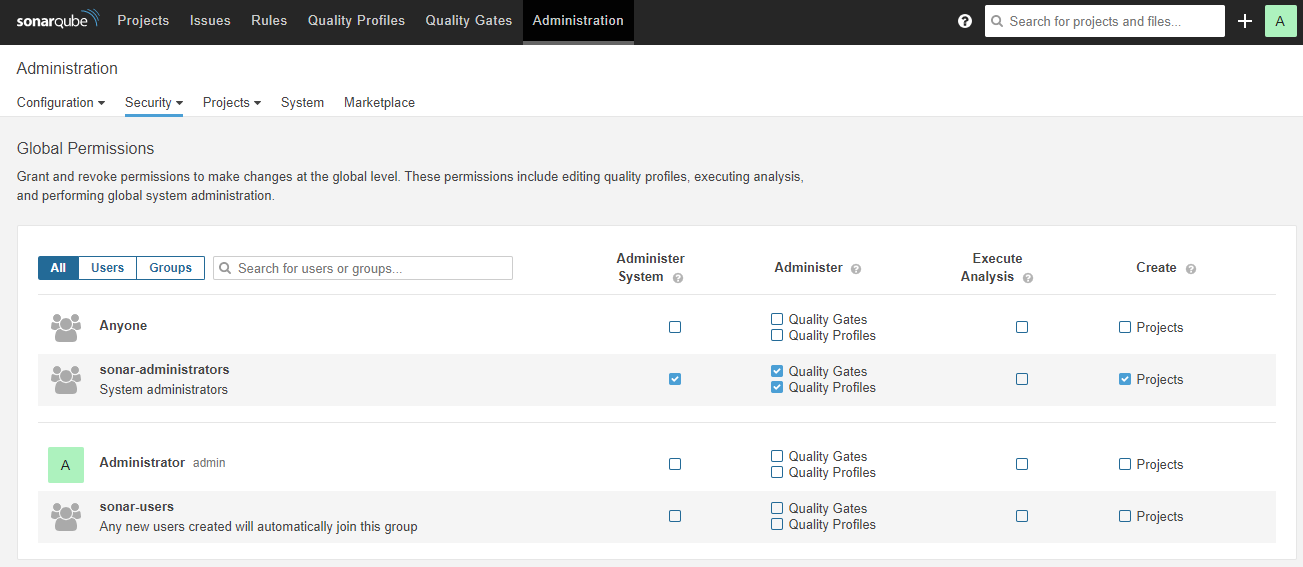 sonarqube Projects Issues Rules Quality Profiles Quality Gates Administration ? Search for projects and files... A
Administration
Configuration Security Projects System Marketplace
Global Permissions
Grant and revoke permissions to make changes at the global level. These permissions include editing quality profiles, executing analysis,
and performing global system administration.
All Users Groups Search for users or groups...
Administer
System ?
Administer ?
Execute
Analysis ?
Create ?
Anyone
Quality Gates
Quality Profiles
Projects
sonar-administrators
System administrators
Quality Gates
Quality Profiles
Projects
A Administrator admin
Quality Gates
Quality Profiles
Projects
sonar-users
Any new users created will automatically join this group
Quality Gates
Quality Profiles
Projects